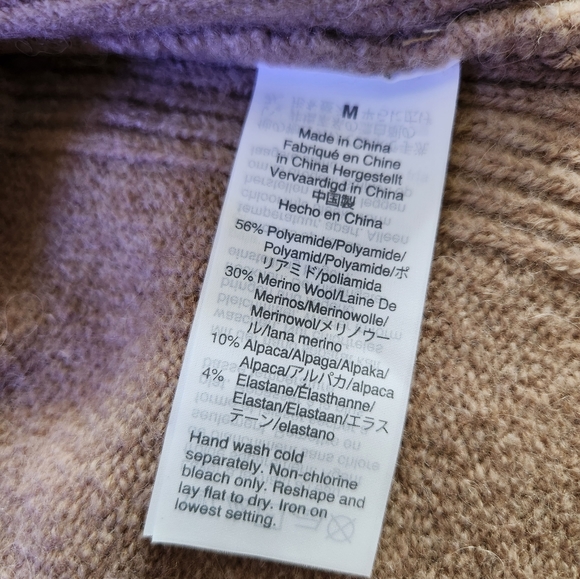 M
Made in China
Fabriqué en Chine
in China Hergestellt
Vervaardigd in China
中国製
Hecho en China
56% Polyamide/Polyamide/
Polyamid/Polyamide/ポ
リアミド/poliamida
30% Merino Wool/Laine De
Merinos/Merinowolle/
Merinowol/メリノウー
ル/lana merino
10% Alpaca/Alpaga/Alpaka/
Alpaca/アルパカ/alpaca
4% Elastane/Élasthanne/
Elastan/Elastaan/エラス
テーン/elastano
Hand wash cold
separately. Non-chlorine
bleach only. Reshape and
lay flat to dry. Iron on
lowest setting.